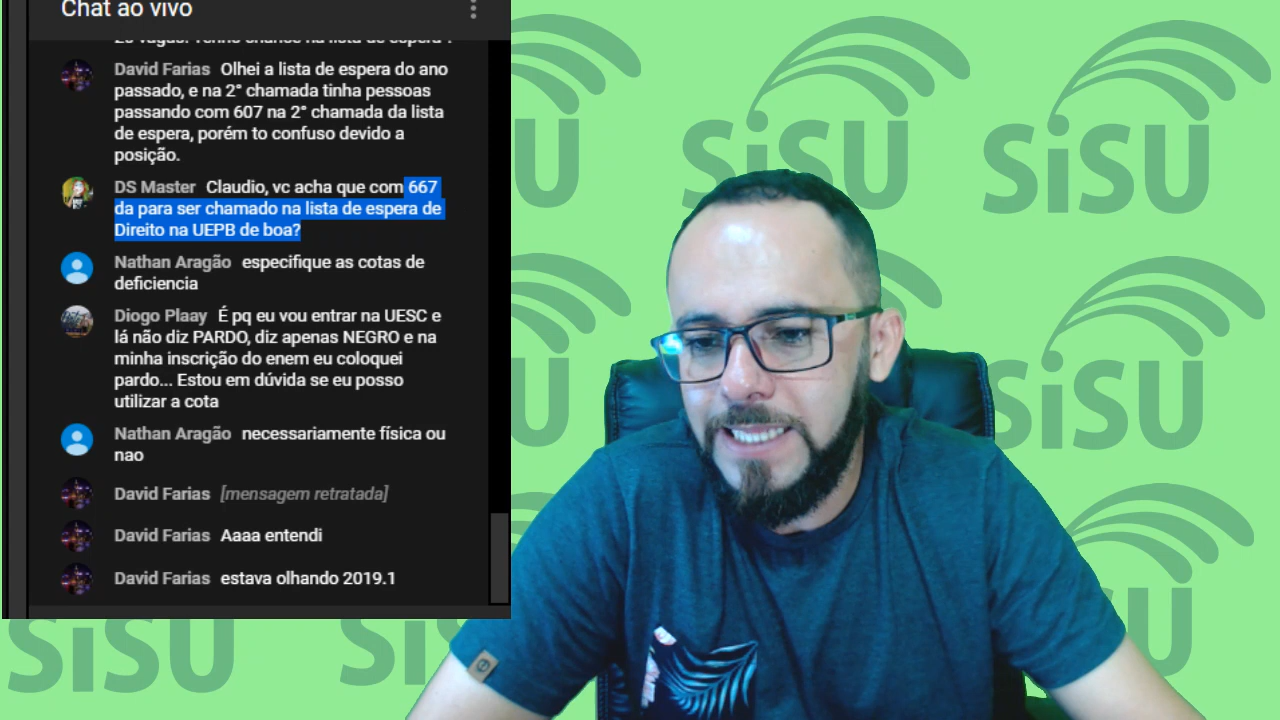 Chat ao vivo
David Farias Olhei a lista de espera do ano
passado, e na 2° chamada tinha pessoas
passando com 607 na 2° chamada da lista
de espera, porém to confuso devido a
posição.
DS Master Claudio, vc acha que com 667
da para ser chamado na lista de espera de
Direito na UEPB de boa?
Nathan Aragão especifique as cotas de
deficiencia
Diogo Plaay É pq eu vou entrar na UESC e
lá não diz PARDO, diz apenas NEGRO e na
minha inscrição do enem eu coloquei
pardo... Estou em dúvida se eu posso
utilizar a cota
Nathan Aragão necessariamente física ou
nao
David Farias [mensagem retratada]
David Farias Aaaa entendi
David Farias estava olhando 2019.1
SiSU
SiSU
SiSU
SiSU